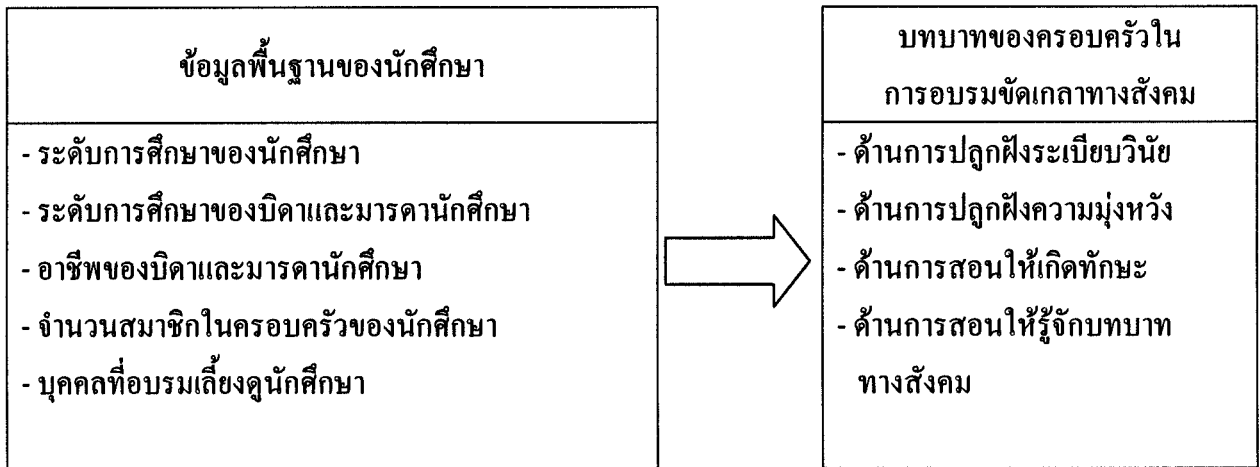 ข้อมูลพื้นฐานของนักศึกษา
- ระดับการศึกษาของนักศึกษา
- ระดับการศึกษาของบิดาและมารดานักศึกษา
- อาชีพของบิดาและมารดานักศึกษา
- จำนวนสมาชิกในครอบครัวของนักศึกษา
- บุคคลที่อบรมเลี้ยงดูนักศึกษา
บทบาทของครอบครัวใน
การอบรมขัดเกลาทางสังคม
- ด้านการปลูกฝังระเบียบวินัย
- ด้านการปลูกฝังความมุ่งหวัง
- ด้านการสอนให้เกิดทักษะ
- ด้านการสอนให้รู้จักบทบาท
ทางสังคม